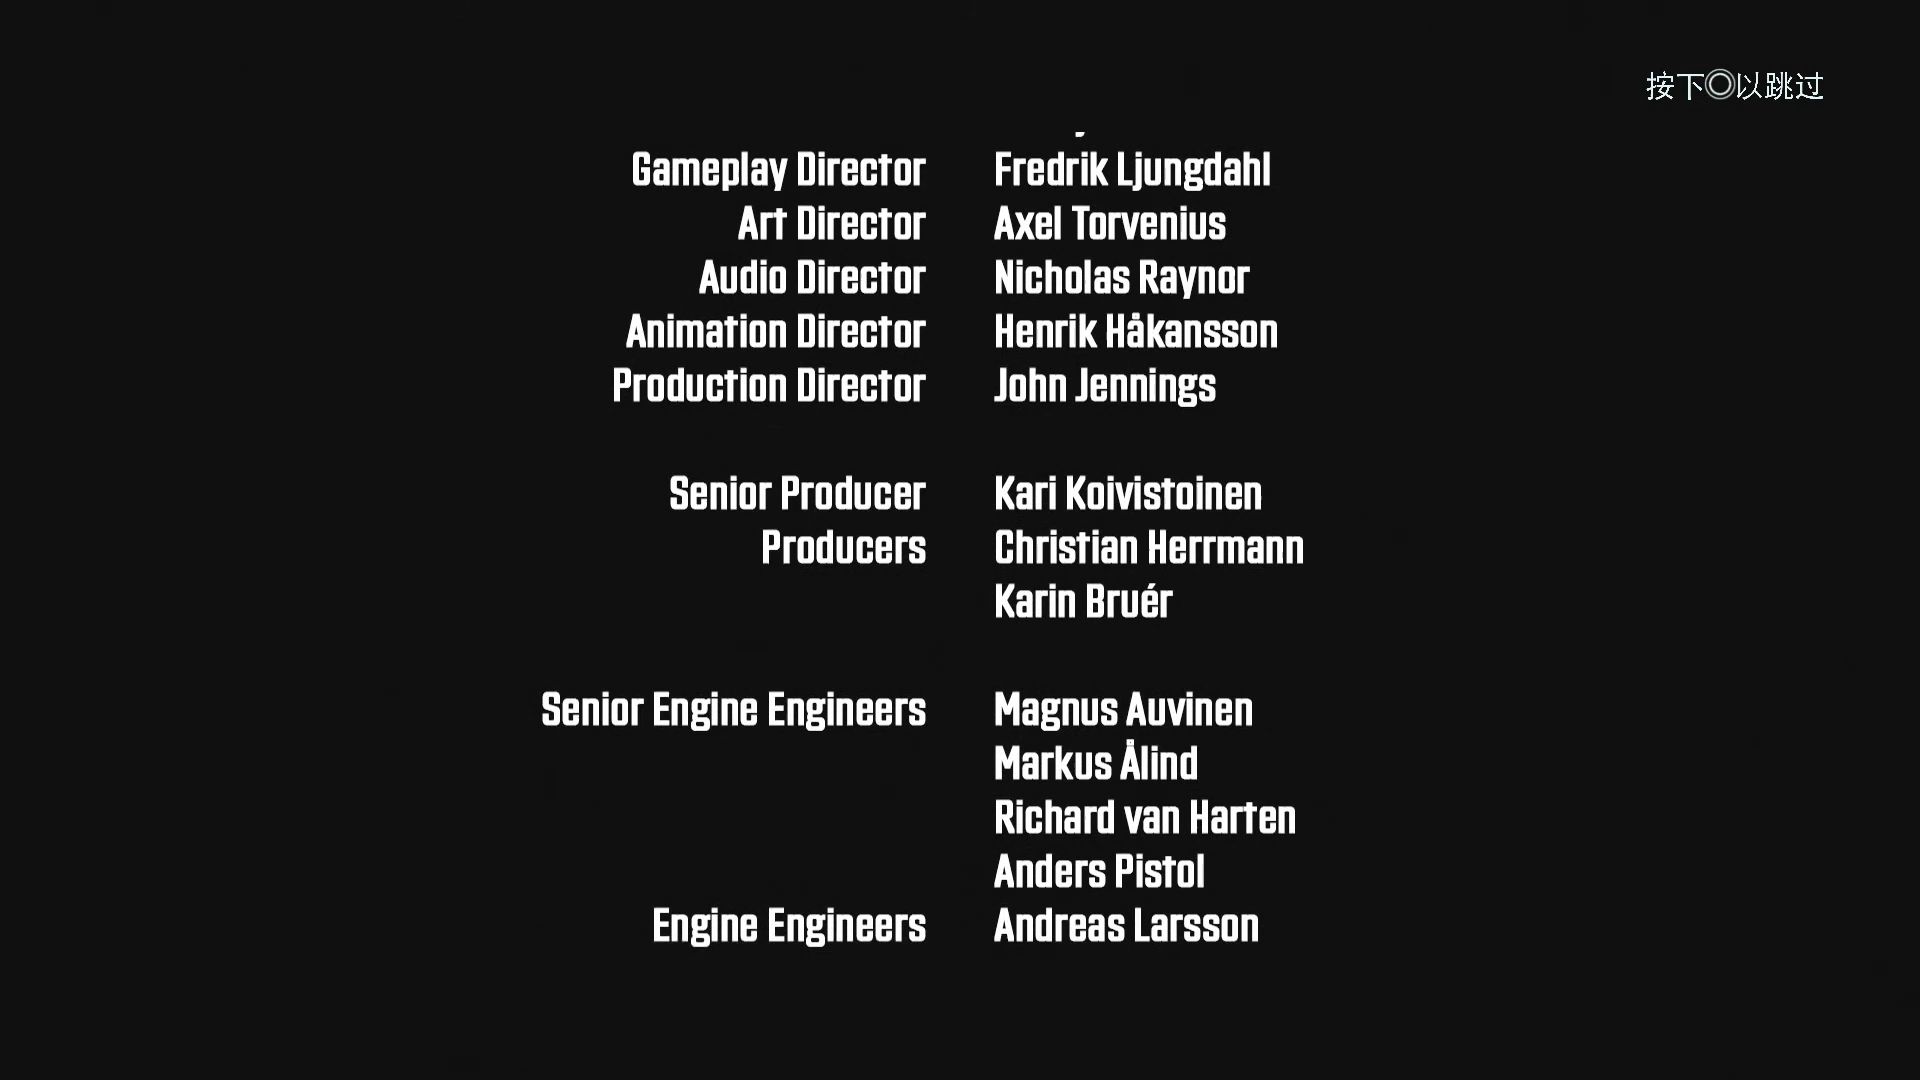 按下◎以跳过
Gameplay Director Fredrik Ljungdahl
Art Director Axel Torvenius
Audio Director Nicholas Raynor
Animation Director Henrik Håkansson
Production Director John Jennings
Senior Producer Kari Koivistoinen
Producers Christian Herrmann
Karin Bruér
Senior Engine Engineers Magnus Auvinen
Markus Ålind
Richard van Harten
Anders Pistol
Engine Engineers Andreas Larsson